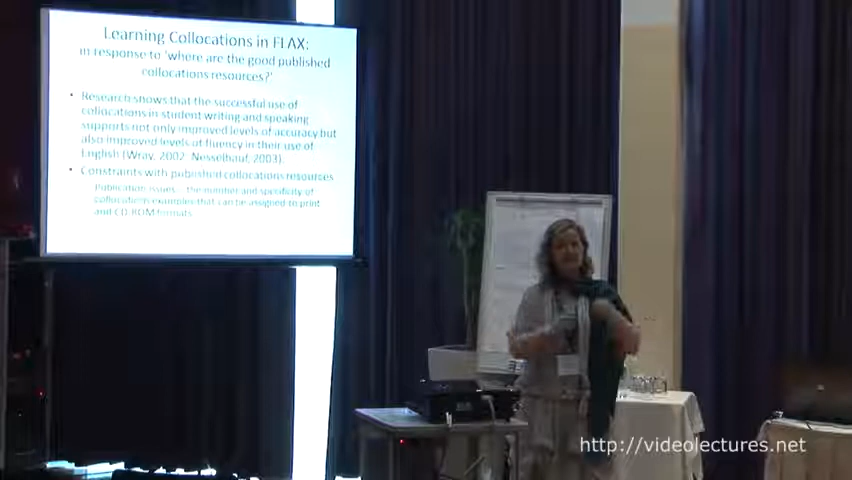 Learning Collocations in FLAX:
in response to 'where are the good published
collocations resources?'
• Research shows that the successful use of
collocations in student writing and speaking
supports not only improved levels of accuracy but
also improved levels of fluency in their use of
English (Wray, 2002. Nesselhauf, 2003).
• Constraints with published collocations resources
Publication issues – the number and specificity of
collocations examples that can be assigned to print
and CD-ROM formats
http://videolectures.net